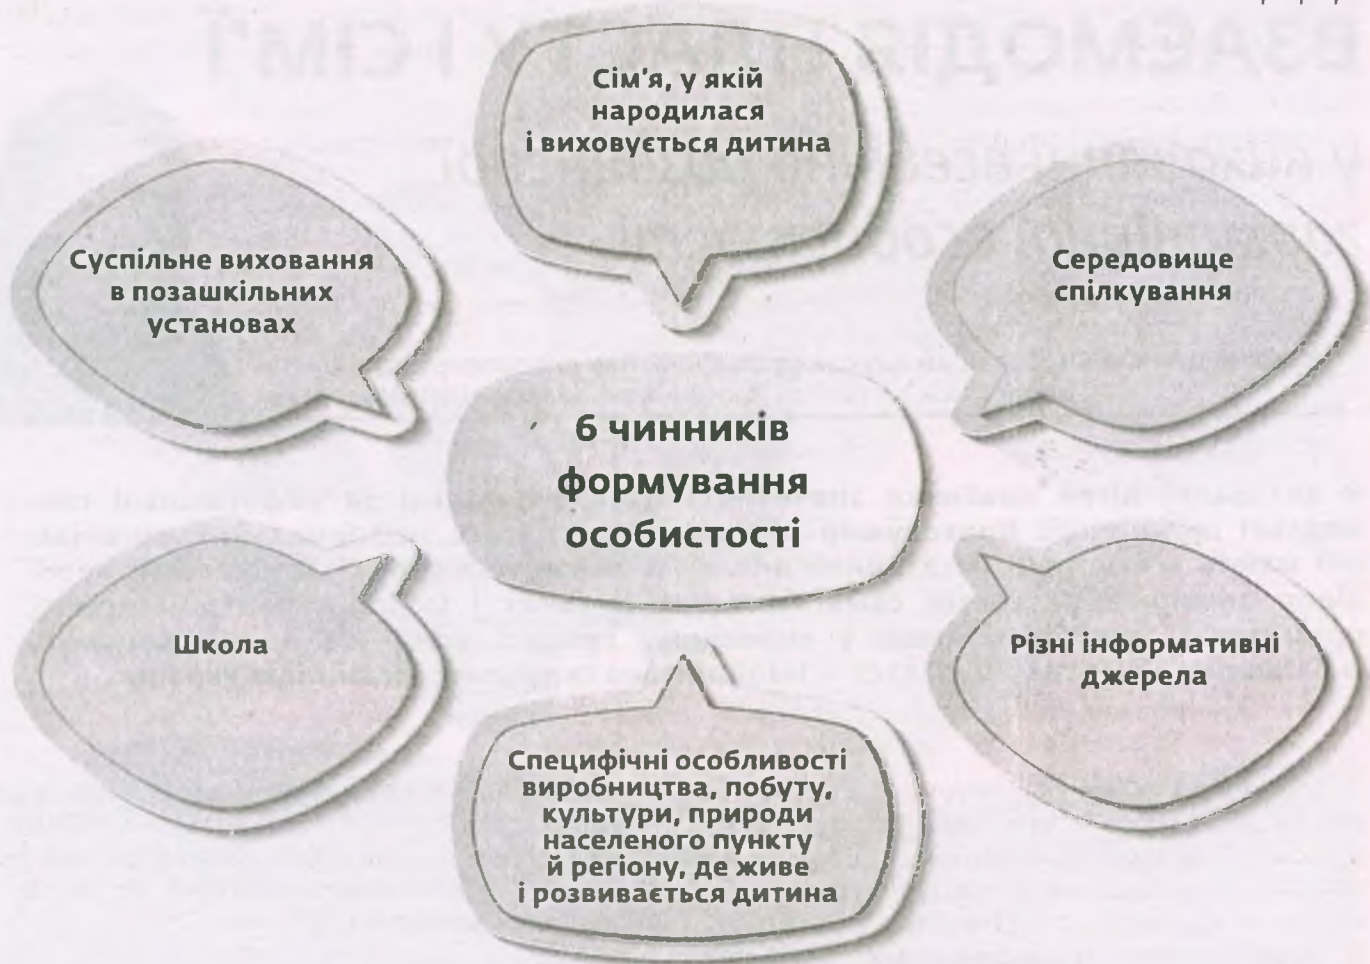 Сім'я, у якій
народилася
і виховується дитина
Суспільне виховання
в позашкільних
установах
Середовище
спілкування
6 чинників
формування
особистості
Школа
Різні інформативні
джерела
Специфічні особливості
виробництва, побуту,
культури, природи
населеного пункту
й регіону, де живе
і розвивається дитина